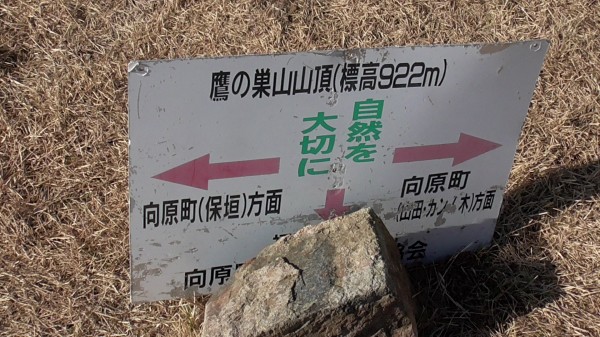 鷹の巣山山頂(標高922m)
自然を
大切に
向原町(保垣)方面
向原町
(山田・カン 木)方面
向原
会